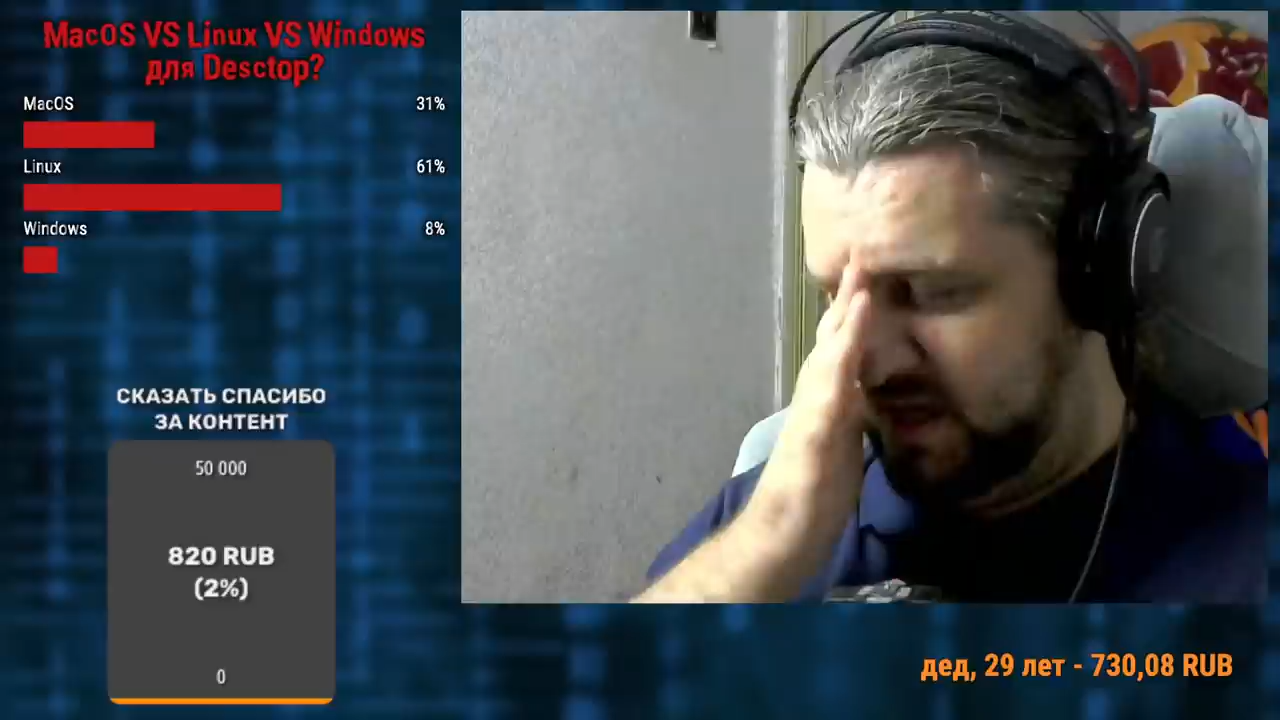 MacOS VS Linux VS Windows
для Desctop?
MacOS 31%
Linux 61%
Windows 8%
СКАЗАТЬ СПАСИБО
ЗА КОНТЕНТ
50 000
820 RUB
(2%)
0
дед, 29 лет - 730,08 RUB